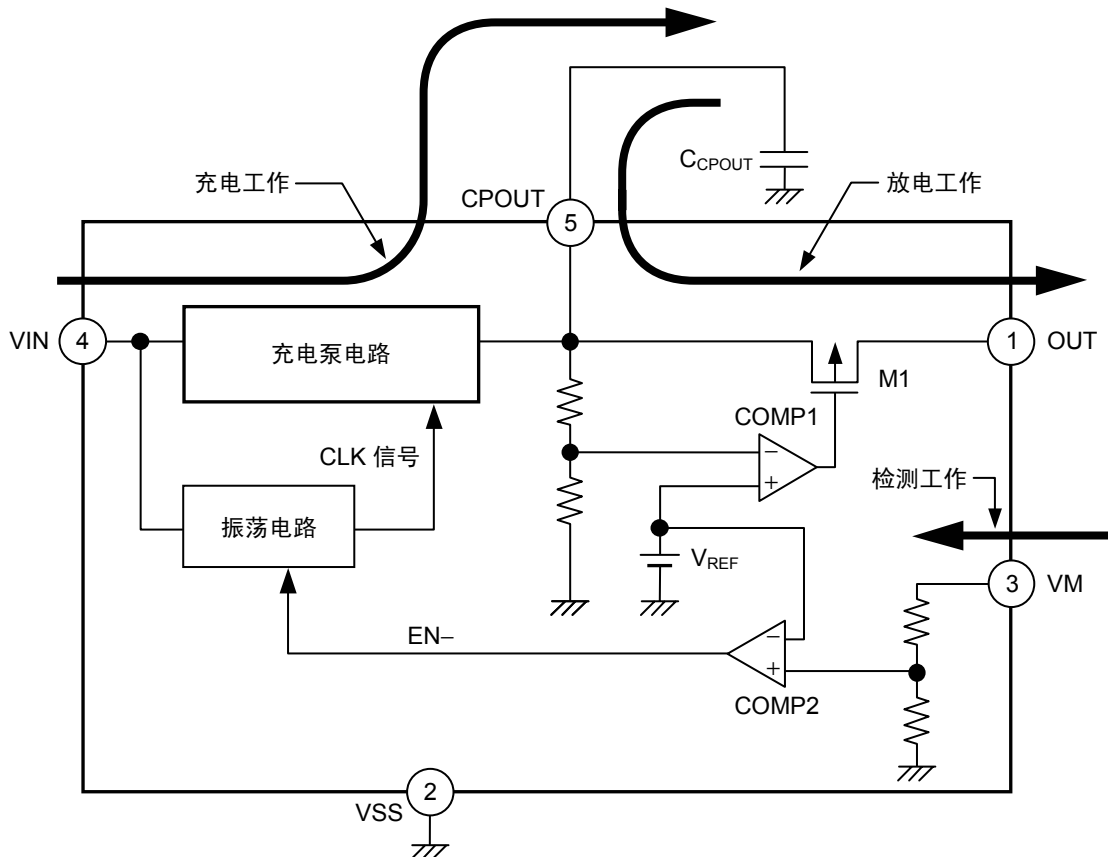 C_CPOUT
充电工作
CPOUT
放电工作
5
VIN
4
充电泵电路
1
OUT
M1
COMP1
CLK 信号
−
+
检测工作
振荡电路
V_REF
3
VM
EN−
−
+
COMP2
2
VSS